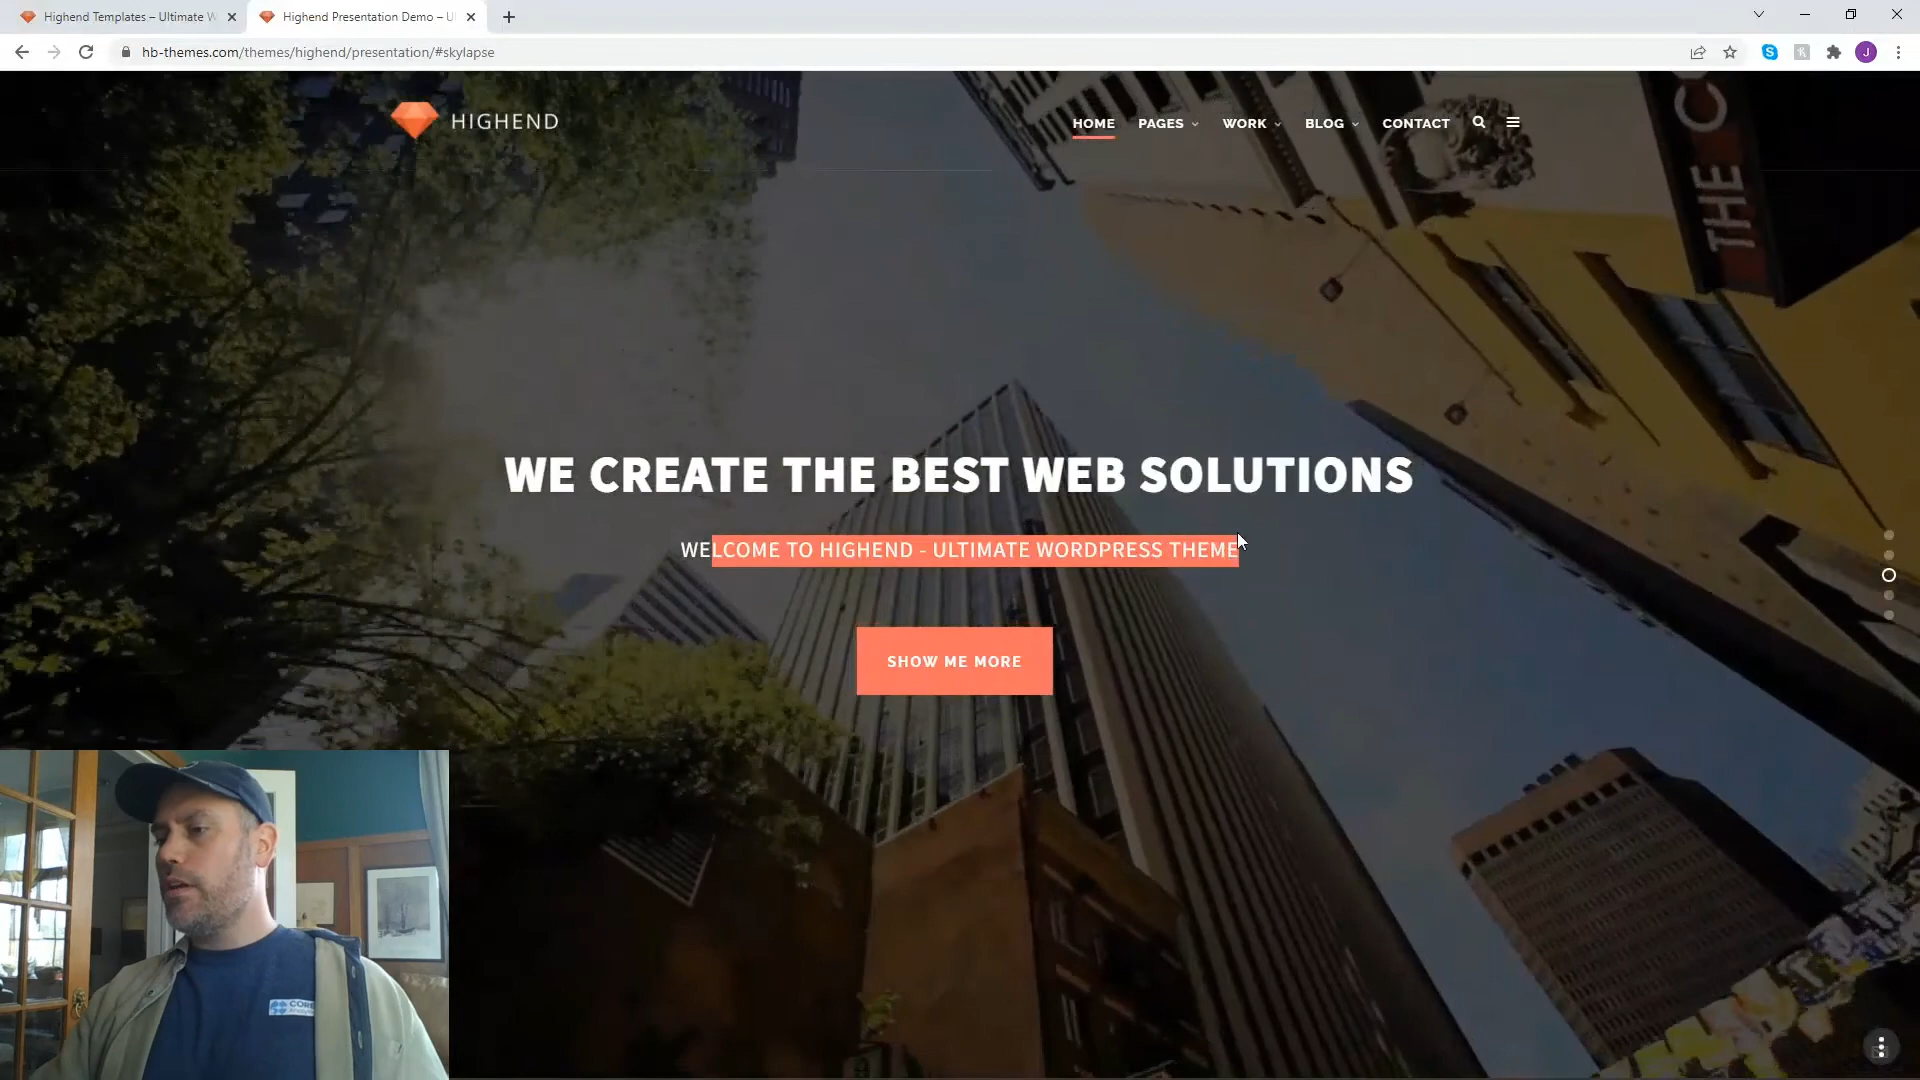 Highend Templates – Ultimate W
Highend Presentation Demo – U
hb-themes.com/themes/highend/presentation/#skylapse
S
J
HIGHEND
HOME
PAGES
WORK
BLOG
CONTACT
THE C
WE CREATE THE BEST WEB SOLUTIONS
WELCOME TO HIGHEND - ULTIMATE WORDPRESS THEME
SHOW ME MORE
CORE